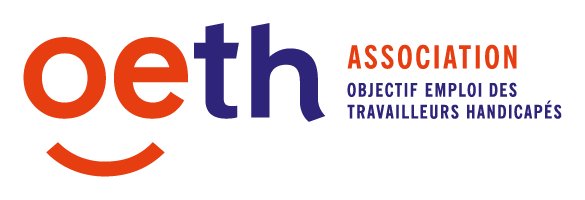 oeth
ASSOCIATION
OBJECTIF EMPLOI DES
TRAVAILLEURS HANDICAPÉS